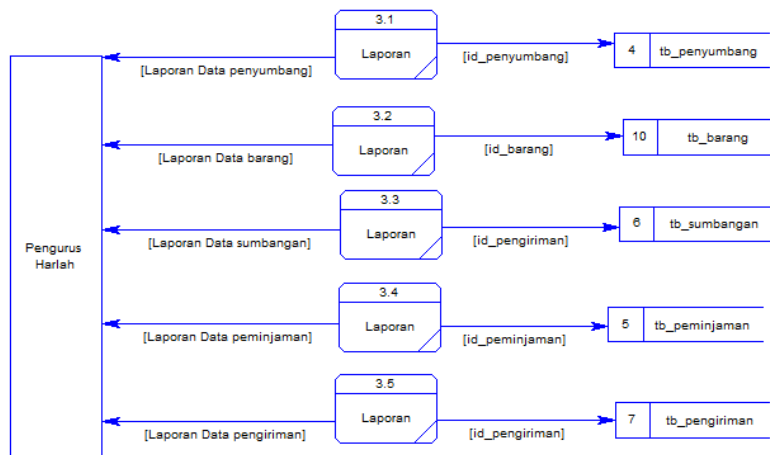 3.1
Laporan
[Laporan Data penyumbang]
[id_penyumbang]
4 tb_penyumbang
3.2
Laporan
[Laporan Data barang]
[id_barang]
10 tb_barang
Pengurus
Harlah
3.3
Laporan
[Laporan Data sumbangan]
[id_pengiriman]
6 tb_sumbangan
3.4
Laporan
[Laporan Data peminjaman]
[id_peminjaman]
5 tb_peminjaman
3.5
Laporan
[Laporan Data pengiriman]
[id_pengiriman]
7 tb_pengiriman